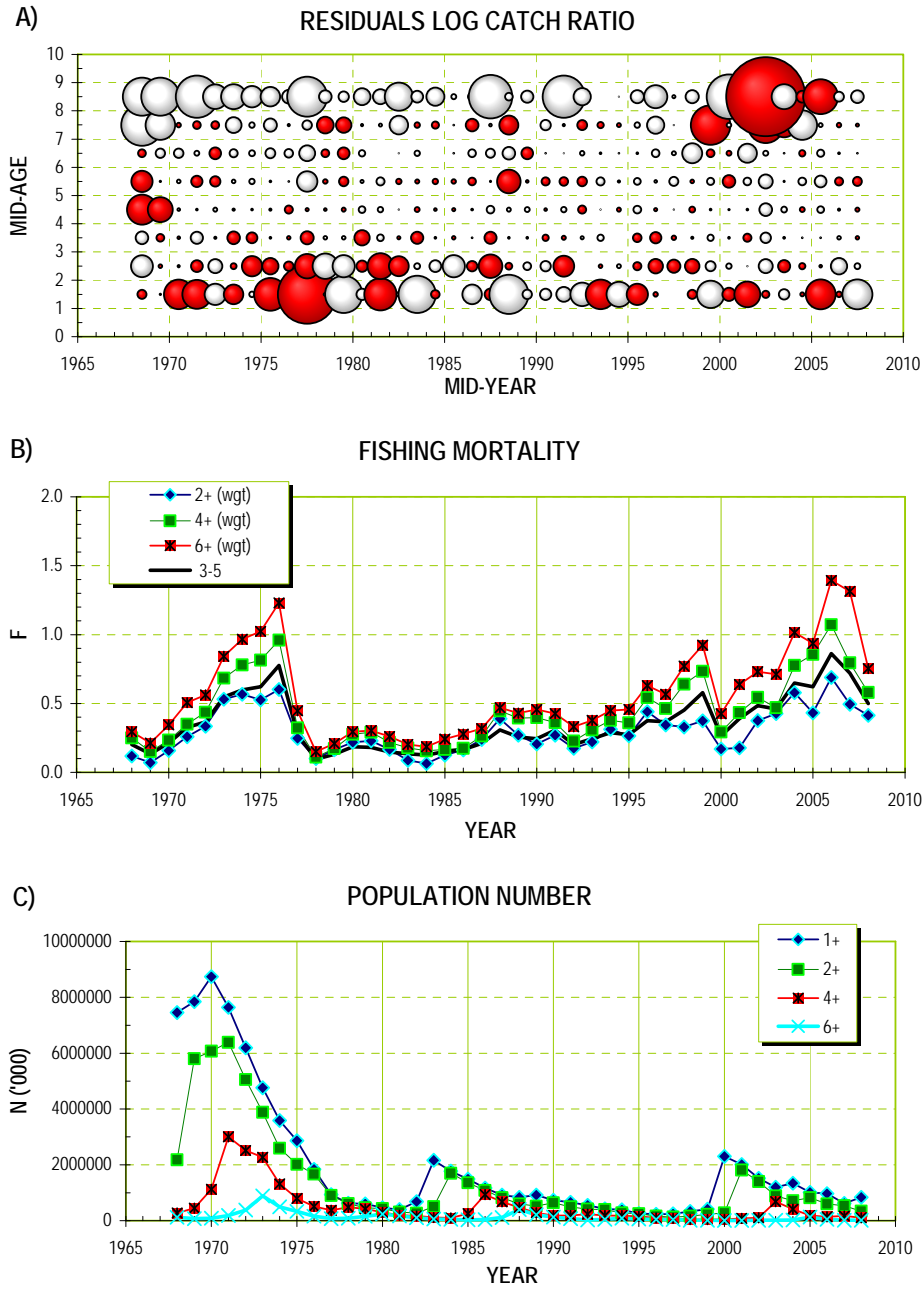 A)
RESIDUALS LOG CATCH RATIO
MID-AGE
10
9
8
7
6
5
4
3
2
1
0
1965 1970 1975 1980 1985 1990 1995 2000 2005 2010
MID-YEAR
B)
FISHING MORTALITY
2+ (wgt)
4+ (wgt)
6+ (wgt)
3-5
F
2.0
1.5
1.0
0.5
0.0
1965 1970 1975 1980 1985 1990 1995 2000 2005 2010
YEAR
C)
POPULATION NUMBER
1+
2+
4+
6+
N ('000)
10000000
8000000
6000000
4000000
2000000
0
1965 1970 1975 1980 1985 1990 1995 2000 2005 2010
YEAR